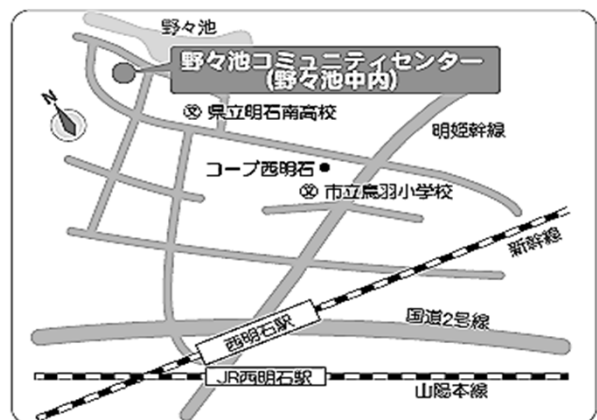 野々池
野々池コミュニティセンター
(野々池中内)
N
文 県立明石南高校
明姫幹線
コープ西明石
文 市立鳥羽小学校
新幹線
国道2号線
西明石駅
JR西明石駅
山陽本線